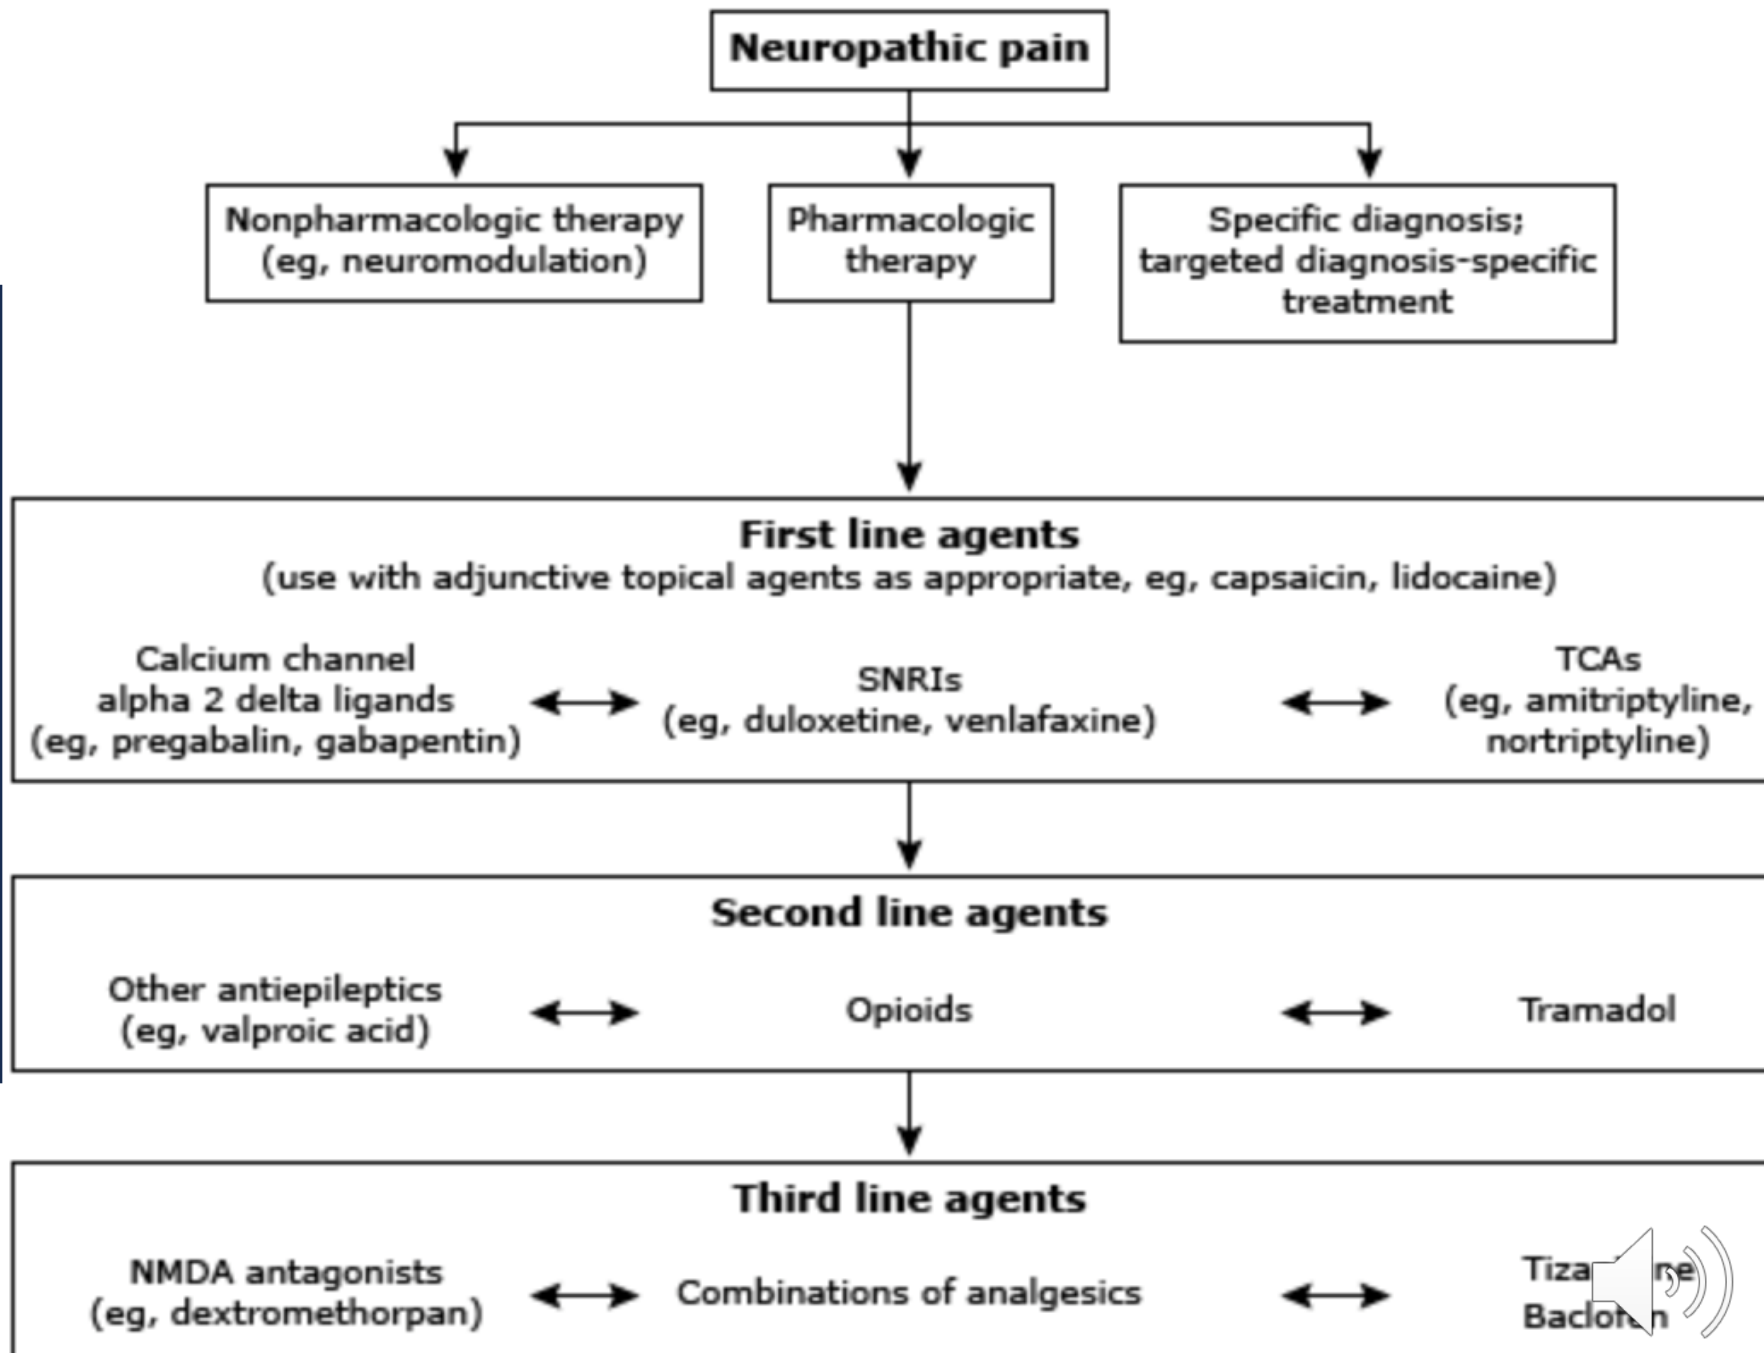 Neuropathic pain
Nonpharmacologic therapy
(eg, neuromodulation)
Pharmacologic
therapy
Specific diagnosis;
targeted diagnosis-specific
treatment
First line agents
(use with adjunctive topical agents as appropriate, eg, capsaicin, lidocaine)
Calcium channel
alpha 2 delta ligands
(eg, pregabalin, gabapentin)
SNRIs
(eg, duloxetine, venlafaxine)
TCAs
(eg, amitriptyline,
nortriptyline)
Second line agents
Other antiepileptics
(eg, valproic acid)
Opioids
Tramadol
Third line agents
NMDA antagonists
(eg, dextromethorpan)
Combinations of analgesics
Baclofen